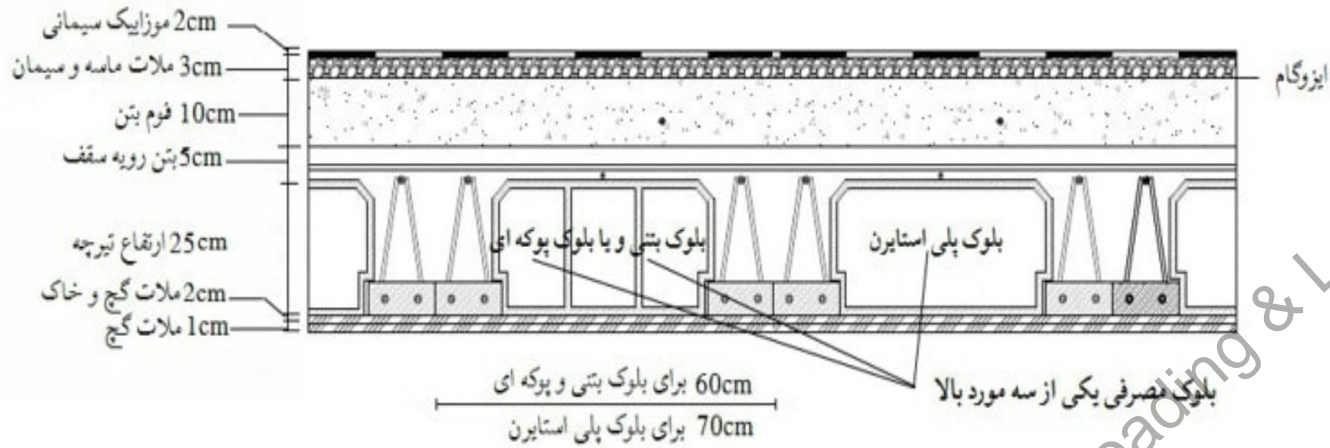 2cm موزاییک سیمانی
3cm ملات ماسه و سیمان
ایزوگام
10cm فوم بتن
5cm بتن رویه سقف
25cm ارتفاع تیرچه
2cm ملات گچ و خاک
1cm ملات گچ
بلوک بتنی و یا بلوک پوکه ای
بلوک پلی استایرن
بلوک مصرفی یکی از سه مورد بالا
60cm برای بلوک بتنی و پوکه ای
70cm برای بلوک پلی استایرن
ading & L